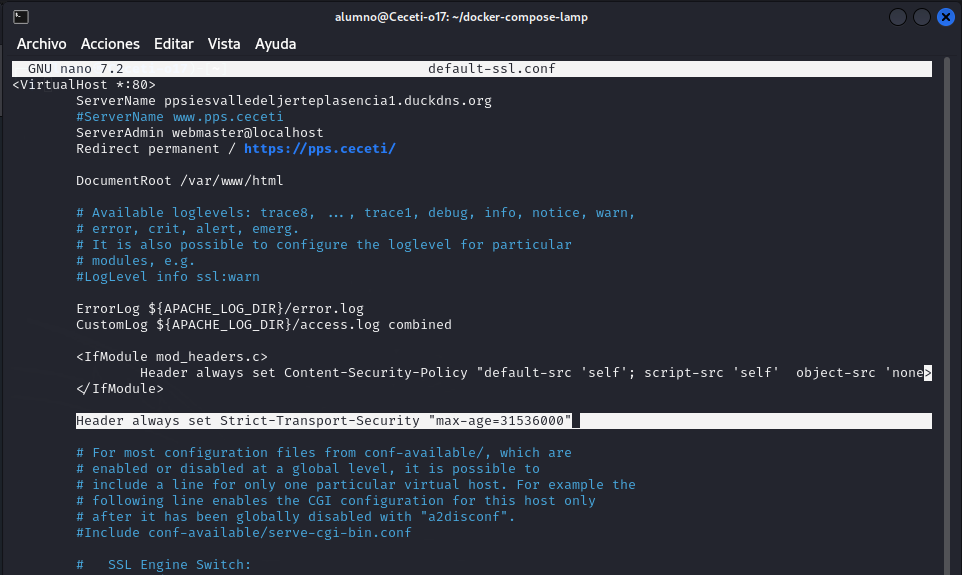 alumno@Ceceti-o17: ~/docker-compose-lamp
Archivo Acciones Editar Vista Ayuda
GNU nano 7.2 default-ssl.conf
<VirtualHost *:80>
ServerName ppsiesvalledeljerteplasencia1.duckdns.org
#ServerName www.pps.ceceti
ServerAdmin webmaster@localhost
Redirect permanent / https://pps.ceceti/
DocumentRoot /var/www/html
# Available loglevels: trace8, ..., trace1, debug, info, notice, warn,
# error, crit, alert, emerg.
# It is also possible to configure the loglevel for particular
# modules, e.g.
#LogLevel info ssl:warn
ErrorLog ${APACHE_LOG_DIR}/error.log
CustomLog ${APACHE_LOG_DIR}/access.log combined
<IfModule mod_headers.c>
Header always set Content-Security-Policy "default-src 'self'; script-src 'self'  object-src 'none>
</IfModule>
Header always set Strict-Transport-Security "max-age=31536000"
# For most configuration files from conf-available/, which are
# enabled or disabled at a global level, it is possible to
# include a line for only one particular virtual host. For example the
# following line enables the CGI configuration for this host only
# after it has been globally disabled with "a2disconf".
#Include conf-available/serve-cgi-bin.conf
#   SSL Engine Switch: